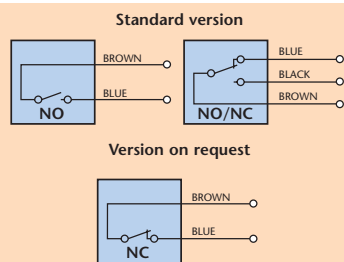 Standard version
BROWN
BLUE
NO
BLUE
BLACK
BROWN
NO/NC
Version on request
BROWN
BLUE
NC